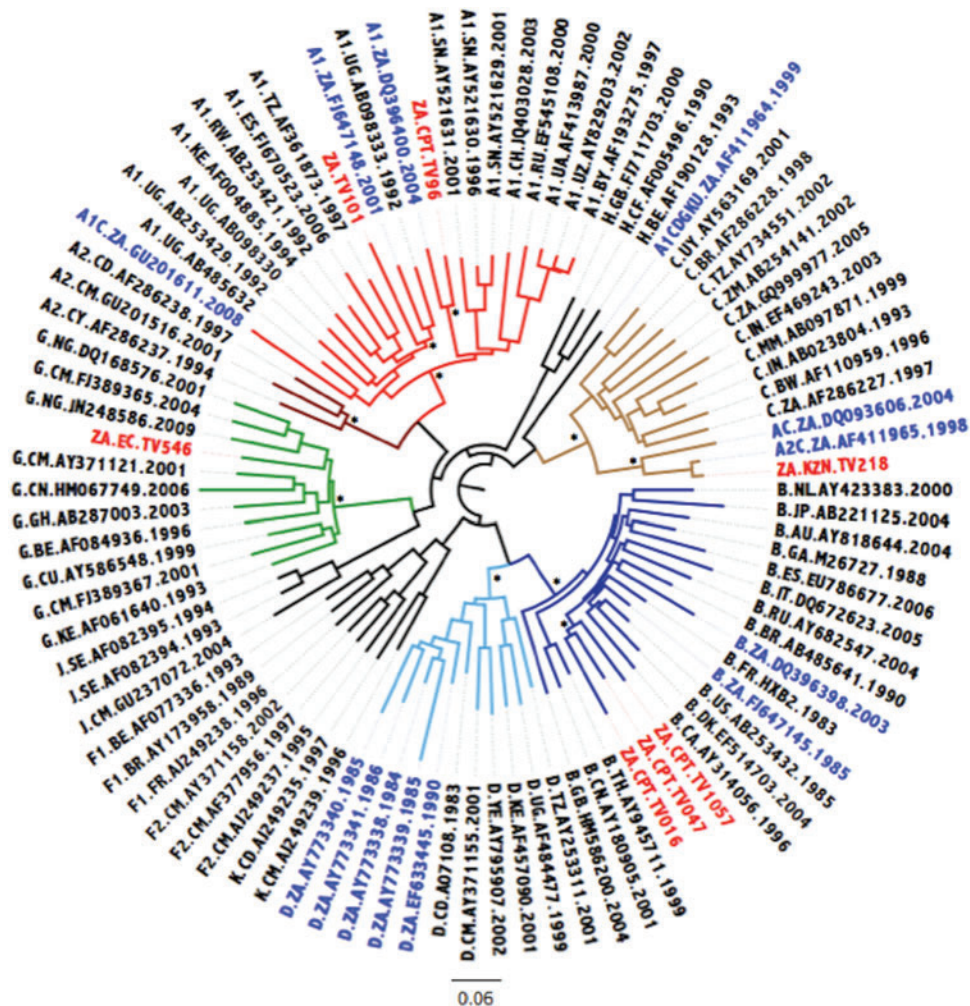 A1.SN.AY521631.2001
A1.SN.AY521630.1996
A1.SN.AY521629.2001
A1.CH.JQ403028.2003
A1.RU.EF545108.2000
A1.UA.AF413987.2000
A1.UZ.AY829203.2002
A1.BY.AF193275.1997
H.GB.FJ711703.2000
H.CF.AF005496.1990
H.BE.AF190128.1993
A1CDGKU.ZA.AF411964.1999
C.UY.AY563169.2001
C.BR.AF286228.1998
C.TZ.AY734551.2002
C.ZM.AB254141.2002
C.ZA.GQ999977.2005
C.IN.EF469243.2003
C.MM.AB097871.1999
C.IN.AB023804.1993
C.BW.AF110959.1996
C.ZA.AF286227.1997
AC.ZA.DQ093606.2004
A2C.ZA.AF411965.1998
ZA.KZN.TV218
B.NL.AY423383.2000
B.JP.AB221125.2004
B.AU.AY818644.2004
B.GA.M26727.1988
B.ES.EU786677.2006
B.IT.DQ67623.2005
B.RU.AY682547.2004
B.BR.AB485641.1990
B.ZA.DQ396398.2003
B.FR.HXB2.1983
B.ZA.FJ647145.1985
B.US.AB253432.1985
B.DK.EF514703.2004
B.CA.AY314056.1996
ZA.CPT.TV1057
ZA.CPT.TV047
ZA.CPT.TV016
B.TH.AY945711.1999
B.CN.AY180905.2001
B.GB.HM586200.2004
D.TZ.AY253311.2001
D.UG.AF484477.1999
D.KE.AF457090.2001
D.YE.AY795907.2002
D.CM.AY371155.2001
D.CD.A07108.1983
D.ZA.EF633445.1990
D.ZA.AY773339.1985
D.ZA.AY773338.1984
D.ZA.AY773341.1986
D.ZA.AY773340.1985
K.CM.AJ249239.1996
K.CD.AJ249235.1997
F2.CM.AJ249237.1995
F2.CM.AF377956.1997
F2.CM.AY371158.2002
F1.FR.AJ249238.1996
F1.BR.AY173958.1989
F1.BE.AF077336.1993
J.CM.GU237072.2004
J.SE.AF082394.1993
J.SE.AF082395.1994
G.KE.AF061640.1993
G.CM.FJ389367.2001
G.CU.AY586548.1999
G.BE.AF084936.1996
G.GH.AB287003.2003
G.CN.HM067749.2006
G.CM.AY371121.2001
ZA.EC.TV546
G.NG.JN248586.2009
G.CM.FJ389365.2004
G.NG.DQ168576.2001
A2.CY.AF286237.1994
A2.CM.GU201516.2001
A2.CD.AF286238.1997
A1C.ZA.GU201611.2008
A1.UG.AB485632
A1.UG.AB253429.1992
A1.UG.AB098330
A1.KE.AF004885.1994
A1.RW.AB253421.1992
A1.ES.FJ670523.2006
A1.TZ.AF361873.1997
ZA.TV101
A1.ZA.FJ647148.2001
A1.UG.AB098333.1992
A1.ZA.DQ396400.2004
ZA.CPT.TV96
0.06